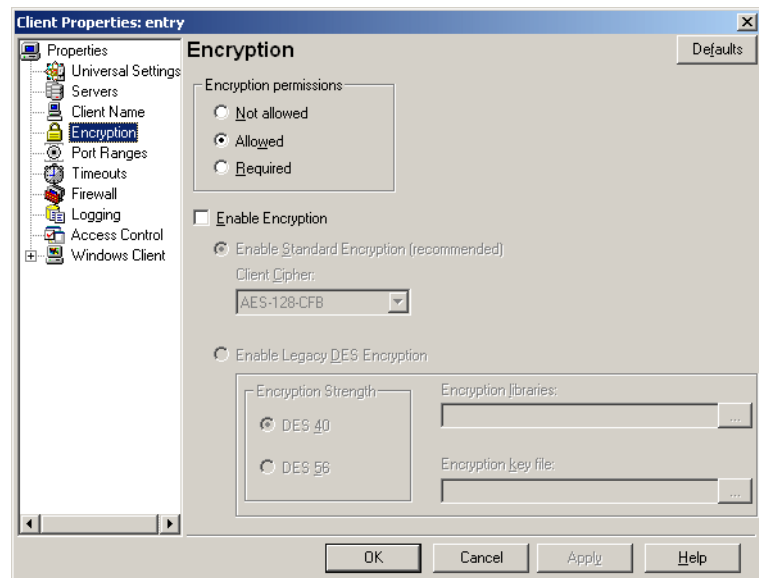 Client Properties: entry
Properties
Universal Settings
Servers
Client Name
Encryption
Port Ranges
Timeouts
Firewall
Logging
Access Control
Windows Client
Encryption
Defaults
Encryption permissions
Not allowed
Allowed
Required
Enable Encryption
Enable Standard Encryption (recommended)
Client Cipher:
AES-128-CFB
Enable Legacy DES Encryption
Encryption Strength
DES 40
DES 56
Encryption libraries:
...
Encryption key file:
...
OK Cancel Apply Help